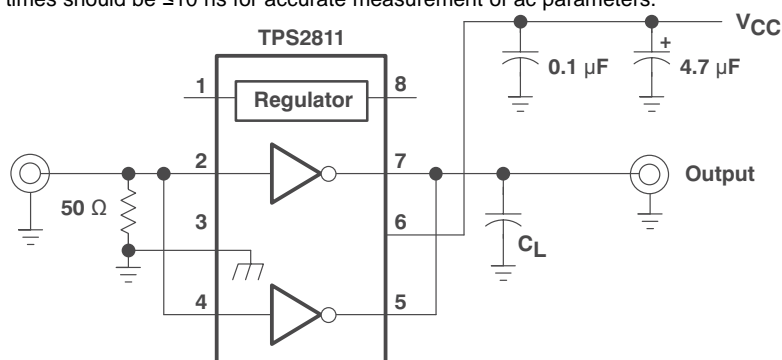 times should be ≤10 ns for accurate measurement of ac parameters.
TPS2811
VCC
0.1 µF
+
4.7 µF
1
Regulator
8
2
7
Output
50 Ω
3
6
CL
4
5